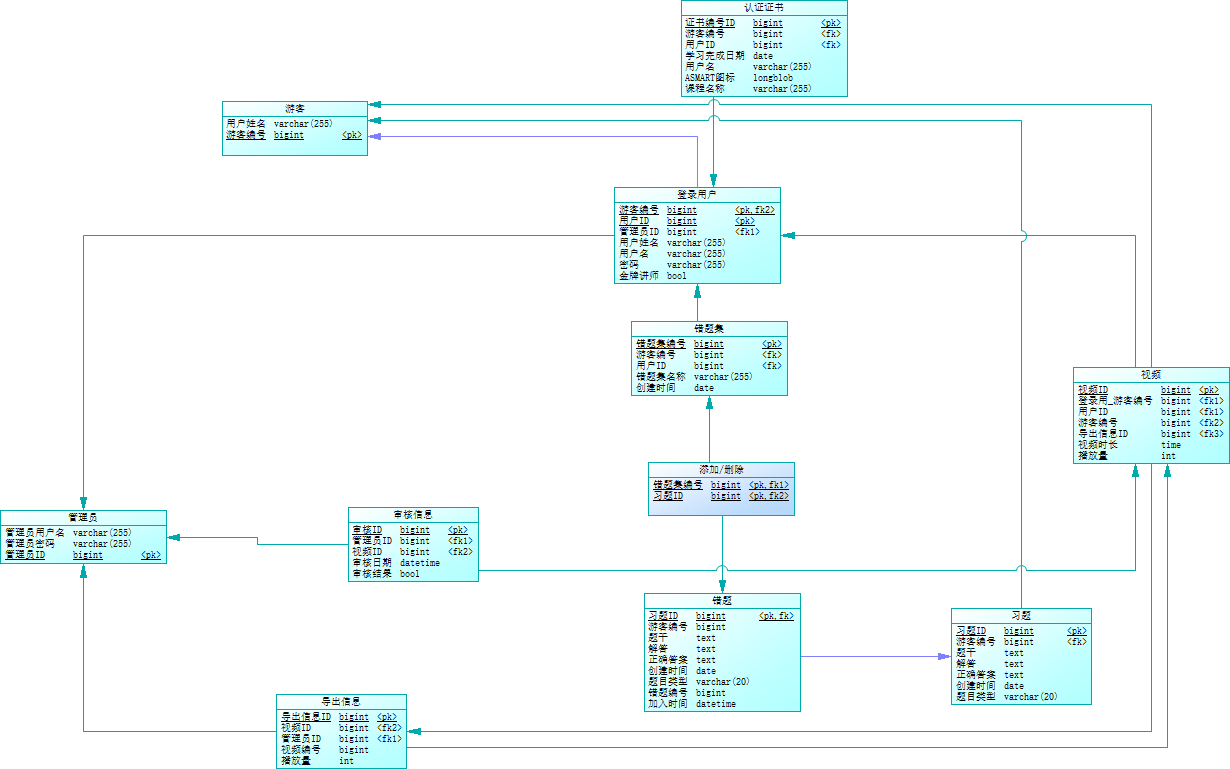 认证证书
证书编号ID bigint <pk>
游客编号 bigint <fk>
用户ID bigint <fk>
学习完成日期 date
用户名 varchar(255)
ASMART图标 longblob
课程名称 varchar(255)
游客
用户姓名 varchar(255)
游客编号 bigint <pk>
登录用户
游客编号 bigint <pk,fk2>
用户ID bigint <pk>
管理员ID bigint <fk1>
用户姓名 varchar(255)
用户名 varchar(255)
密码 varchar(255)
金牌讲师 bool
错题集
错题集编号 bigint <pk>
游客编号 bigint <fk>
用户ID bigint <fk>
错题集名称 varchar(255)
创建时间 date
视频
视频ID bigint <pk>
登录用_游客编号 bigint <fk1>
用户ID bigint <fk1>
游客编号 bigint <fk2>
导出信息ID bigint <fk3>
视频时长 time
播放量 int
添加/删除
错题集编号 bigint <pk,fk1>
习题ID bigint <pk,fk2>
管理员
管理员用户名 varchar(255)
管理员密码 varchar(255)
管理员ID bigint <pk>
审核信息
审核ID bigint <pk>
管理员ID bigint <fk1>
视频ID bigint <fk2>
审核日期 datetime
审核结果 bool
错题
习题ID bigint <pk,fk>
游客编号 bigint
题干 text
解答 text
正确答案 text
创建时间 date
题目类型 varchar(20)
错题编号 bigint
加入时间 datetime
习题
习题ID bigint <pk>
游客编号 bigint <fk>
题干 text
解答 text
正确答案 text
创建时间 date
题目类型 varchar(20)
导出信息
导出信息ID bigint <pk>
视频ID bigint <fk2>
管理员ID bigint <fk1>
视频编号 bigint
播放量 int